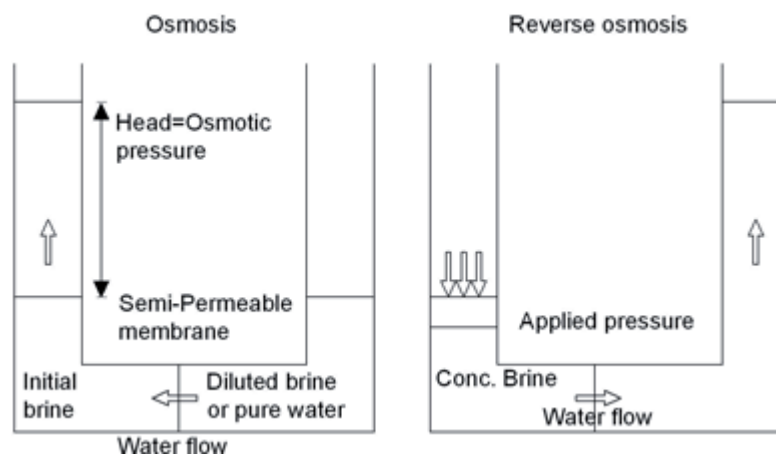 Osmosis
Head=Osmotic
pressure
Semi-Permeable
membrane
Initial
brine
Diluted brine
or pure water
Water flow
Reverse osmosis
Applied pressure
Conc. Brine
Water flow